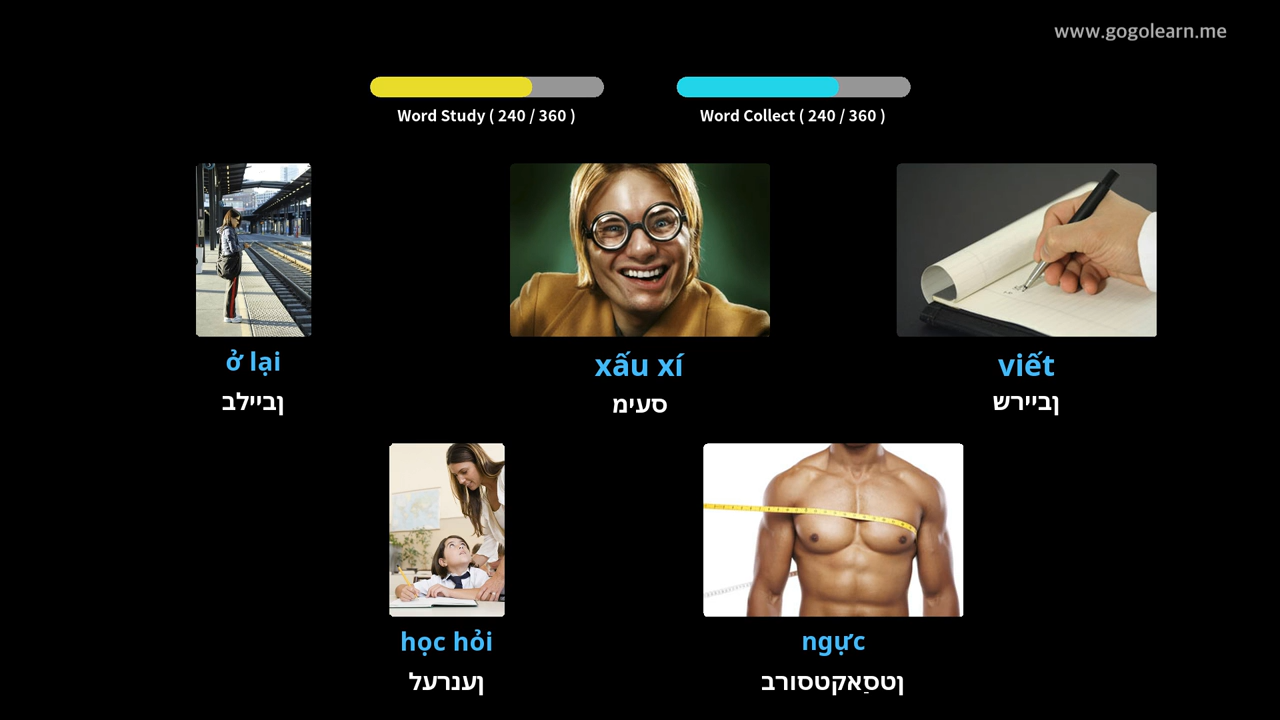 www.gogolearn.me
Word Study ( 240 / 360 )
Word Collect ( 240 / 360 )
ở lại
בלייבן
xấu xí
מיעס
viết
שרייבן
học hỏi
לערנען
ngực
ברוסטקאַסטן